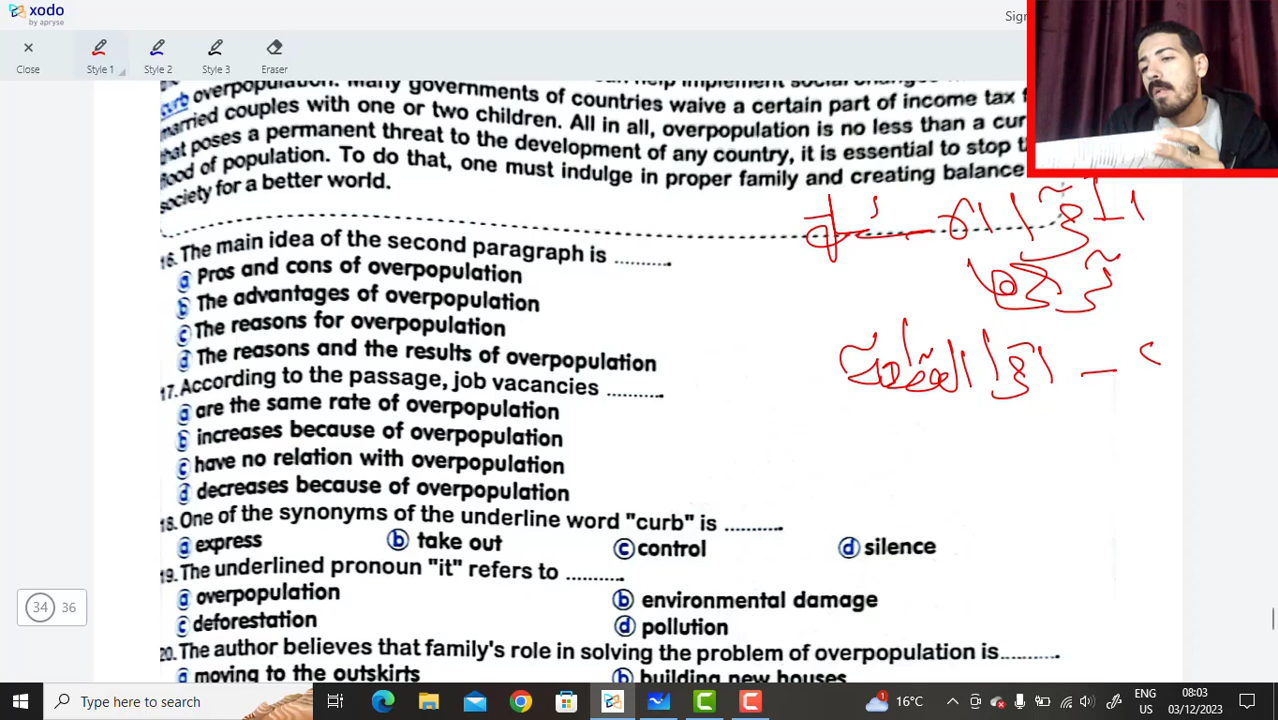 xodo
by apryse
Sign
Close
Style 1
Style 2
Style 3
Eraser
can help implement social changes
curb overpopulation. Many governments of countries waive a certain part of income tax f
married couples with one or two children. All in all, overpopulation is no less than a cur
that poses a permanent threat to the development of any country, it is essential to stop t
flood of population. To do that, one must indulge in proper family and creating balance
society for a better world.
16. The main idea of the second paragraph is ..........
a Pros and cons of overpopulation
b The advantages of overpopulation
c The reasons for overpopulation
d The reasons and the results of overpopulation
17. According to the passage, job vacancies ..........
a are the same rate of overpopulation
b increases because of overpopulation
c have no relation with overpopulation
d decreases because of overpopulation
18. One of the synonyms of the underline word "curb" is ..........
a express b take out c control d silence
19. The underlined pronoun "it" refers to ..........
a overpopulation b environmental damage
c deforestation d pollution
20. The author believes that family's role in solving the problem of overpopulation is..........
a moving to the outskirts b building new houses
34 36
Type here to search
16°C
ENG
US
08:03
03/12/2023